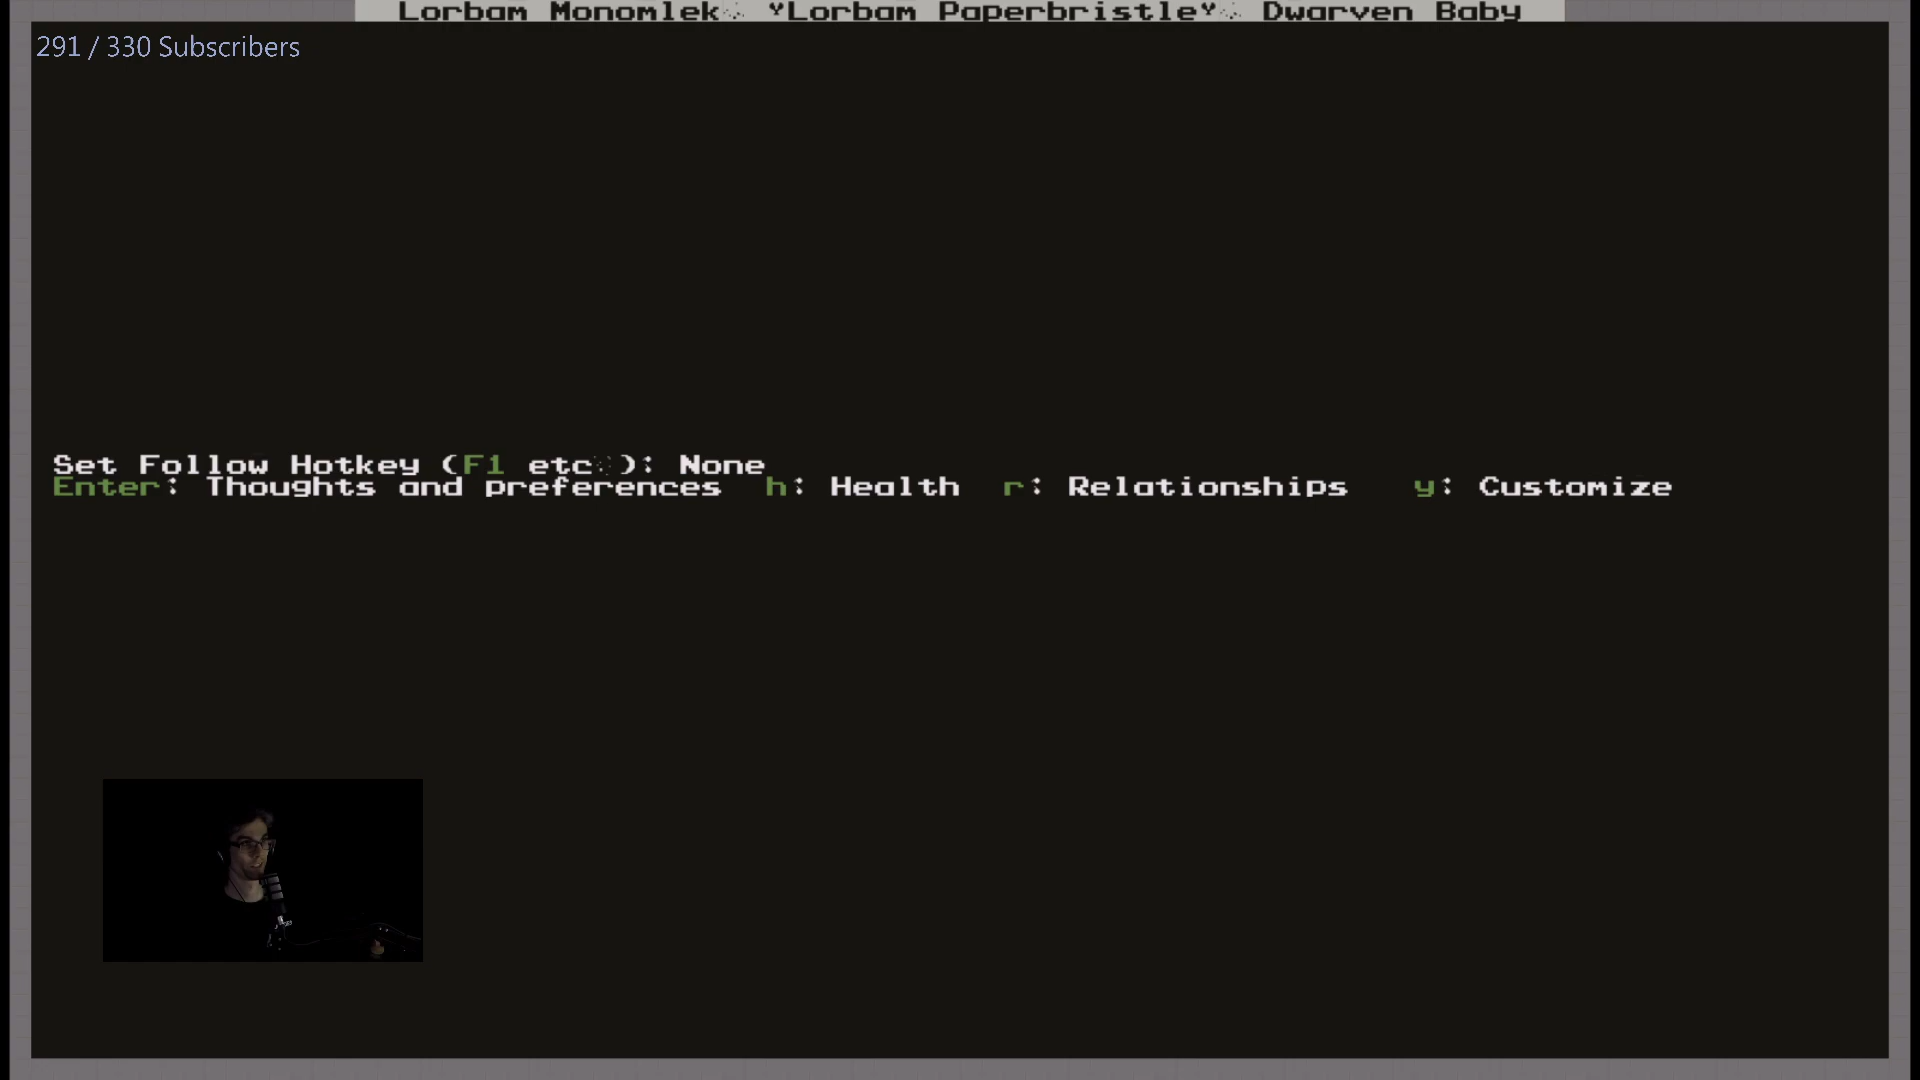 Lorbam Monomlek, "Lorbam Paperbristle", Dwarven Baby
291 / 330 Subscribers
Set Follow Hotkey (F1 etc.): None
Enter: Thoughts and preferences h: Health r: Relationships y: Customize